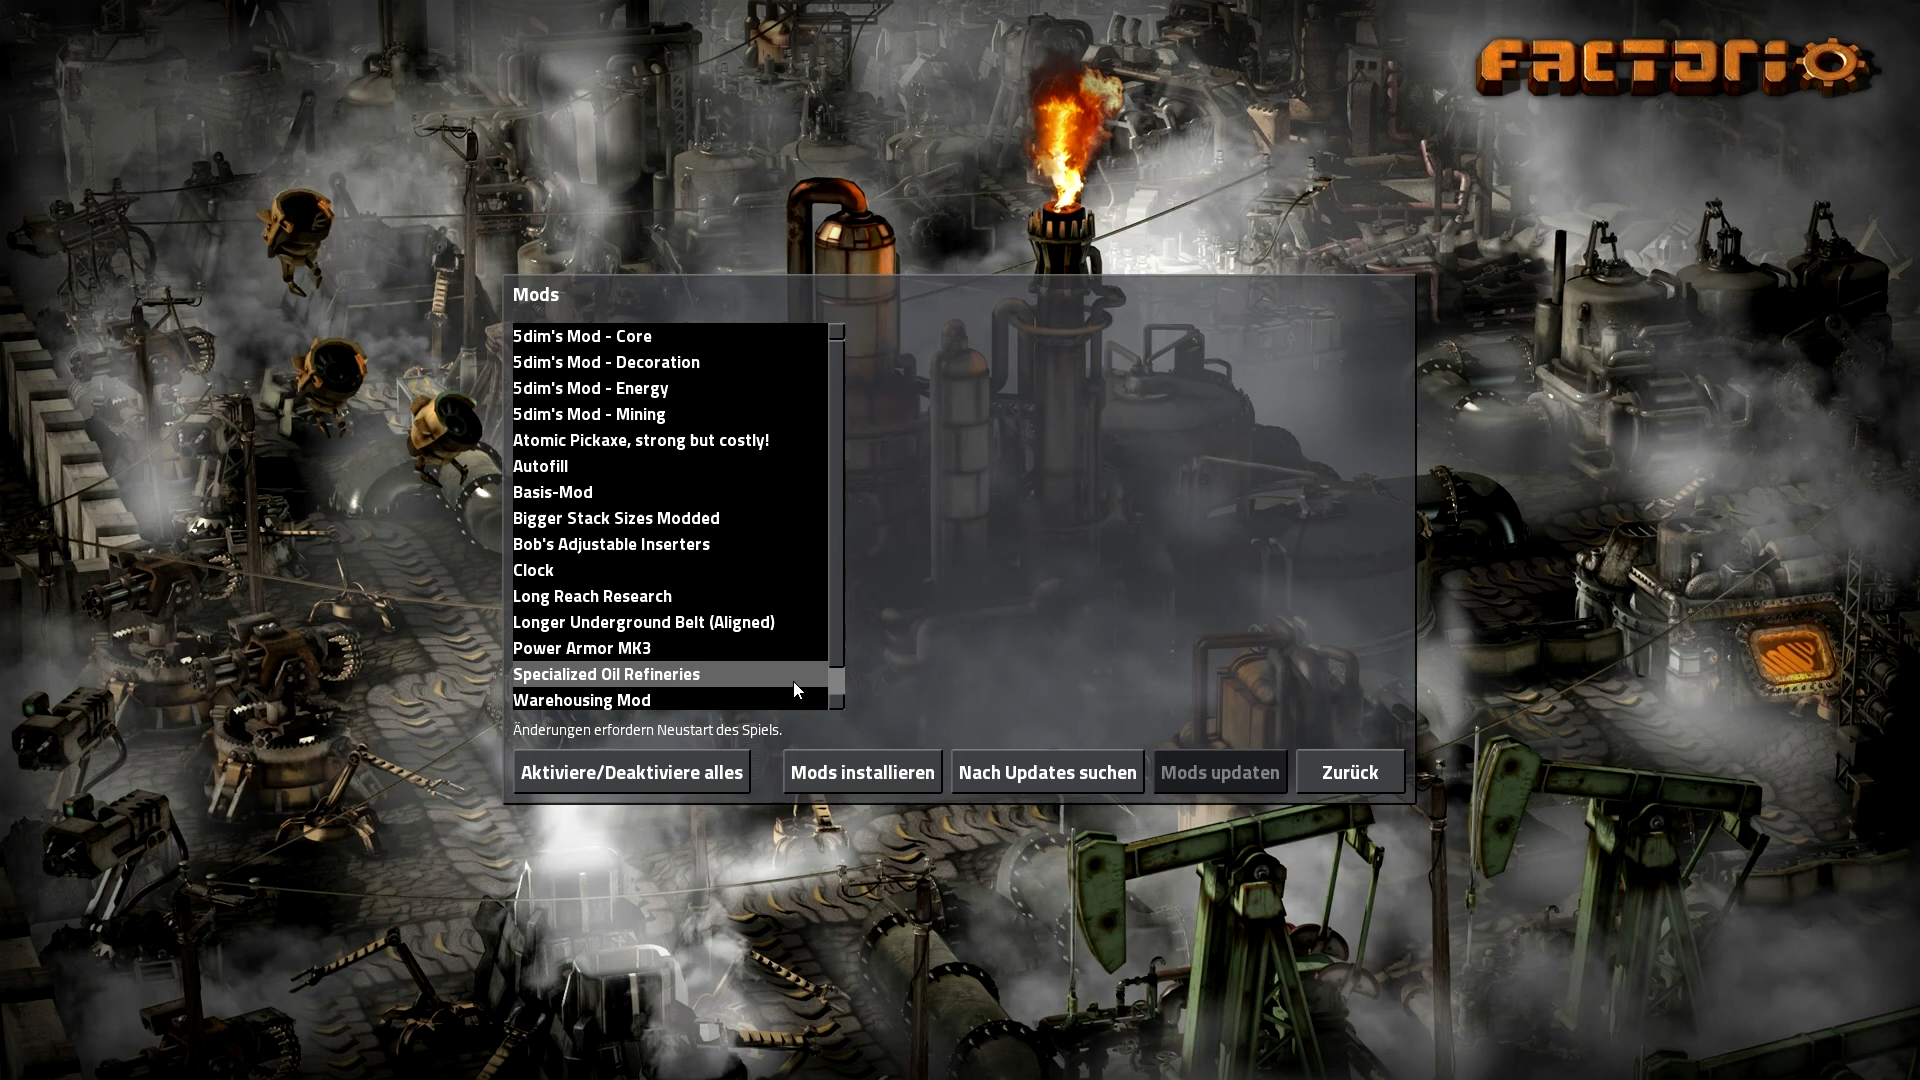 FACTORIO
Mods
5dim's Mod - Core
5dim's Mod - Decoration
5dim's Mod - Energy
5dim's Mod - Mining
Atomic Pickaxe, strong but costly!
Autofill
Basis-Mod
Bigger Stack Sizes Modded
Bob's Adjustable Inserters
Clock
Long Reach Research
Longer Underground Belt (Aligned)
Power Armor MK3
Specialized Oil Refineries
Warehousing Mod
Änderungen erfordern Neustart des Spiels.
Aktiviere/Deaktiviere alles Mods installieren Nach Updates suchen Mods updaten Zurück